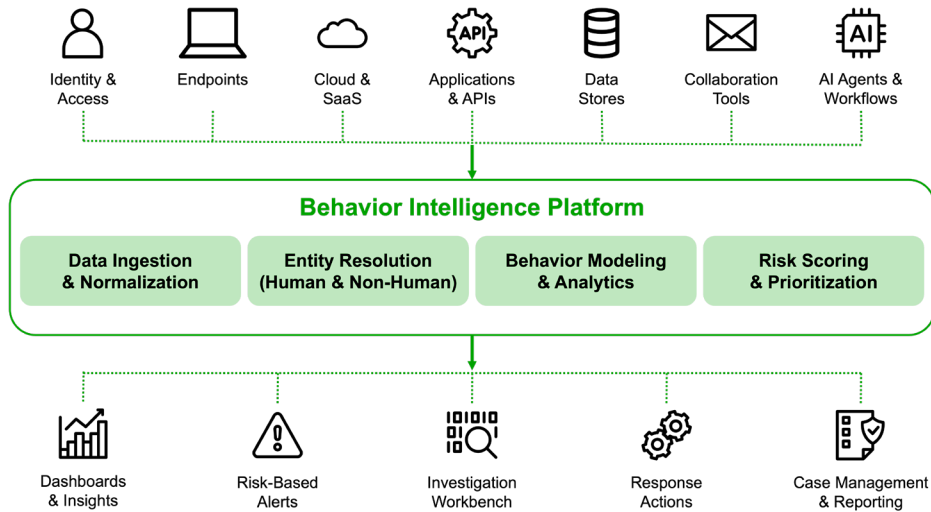 API
AI
Identity &
Access
Endpoints
Cloud &
SaaS
Applications
& APIs
Data
Stores
Collaboration
Tools
AI Agents &
Workflows
Behavior Intelligence Platform
Data Ingestion
& Normalization
Entity Resolution
(Human & Non-Human)
Behavior Modeling
& Analytics
Risk Scoring
& Prioritization
Dashboards
& Insights
Risk-Based
Alerts
Investigation
Workbench
Response
Actions
Case Management
& Reporting